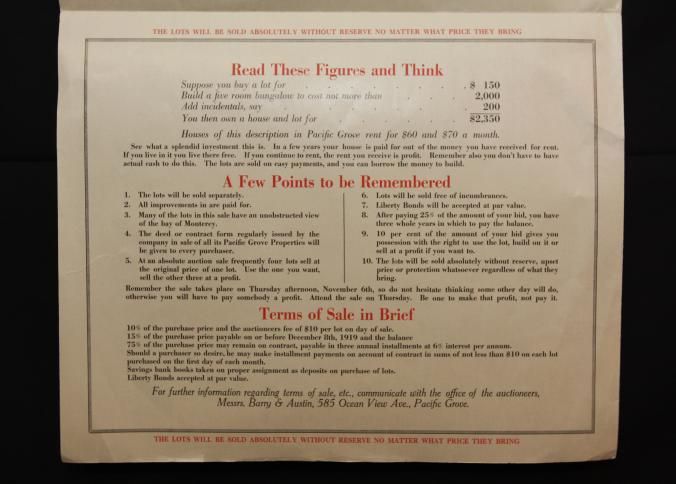 THE LOTS WILL BE SOLD ABSOLUTELY WITHOUT RESERVE NO MATTER WHAT PRICE THEY BRING
Read These Figures and Think
Suppose you buy a lot for . . . . . . . . . . . $ 150
Build a five room bungalow to cost not more than . . . . 2,000
Add incidentals, say . . . . . . . . . . . 200
You then own a house and lot for . . . . . . . . $2,350
Houses of this description in Pacific Grove rent for $60 and $70 a month.
See what a splendid investment this is. In a few years your house is paid for out of the money you have received for rent.
If you live in it you live there free. If you continue to rent, the rent you receive is profit. Remember also you don't have to have
actual cash to do this. The lots are sold on easy payments, and you can borrow the money to build.
A Few Points to be Remembered
1. The lots will be sold separately.
2. All improvements in are paid for.
3. Many of the lots in this sale have an unobstructed view
of the bay of Monterey.
4. The deed or contract form regularly issued by the
company in sale of all its Pacific Grove Properties will
be given to every purchaser.
5. At an absolute auction sale frequently four lots sell at
the original price of one lot. Use the one you want,
sell the other three at a profit.
6. Lots will be sold free of incumbrances.
7. Liberty Bonds will be accepted at par value.
8. After paying 25% of the amount of your bid, you have
three whole years in which to pay the balance.
9. 10 per cent of the amount of your bid gives you
possession with the right to use the lot, build on it or
sell at a profit if you want to.
10. The lots will be sold absolutely without reserve, upset
price or protection whatsoever regardless of what they
bring.
Remember the sale takes place on Thursday afternoon, November 6th, so do not hesitate thinking some other day will do,
otherwise you will have to pay somebody a profit. Attend the sale on Thursday. Be one to make that profit, not pay it.
Terms of Sale in Brief
10% of the purchase price and the auctioneers fee of $10 per lot on day of sale.
15% of the purchase price payable on or before December 8th, 1919 and the balance
75% of the purchase price may remain on contract, payable in three annual installments at 6% interest per annum.
Should a purchaser so desire, he may make installment payments on account of contract in sums of not less than $10 on each lot
purchased on the first day of each month.
Savings bank books taken on proper assignment as deposits on purchase of lots.
Liberty Bonds accepted at par value.
For further information regarding terms of sale, etc., communicate with the office of the auctioneers,
Messrs. Barry & Austin, 585 Ocean View Ave., Pacific Grove.
THE LOTS WILL BE SOLD ABSOLUTELY WITHOUT RESERVE NO MATTER WHAT PRICE THEY BRING